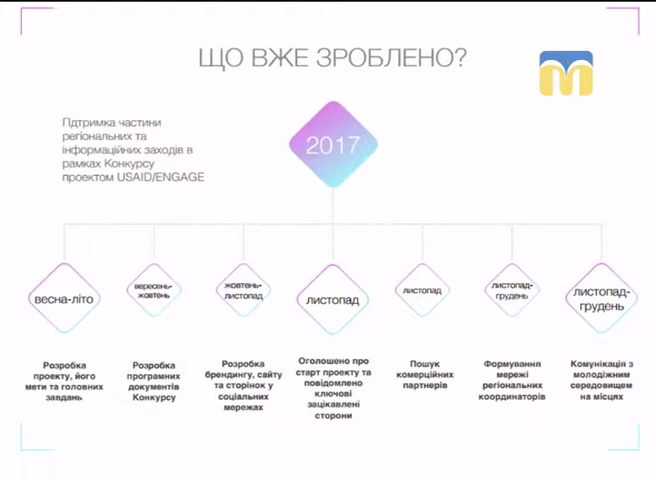 ЩО ВЖЕ ЗРОБЛЕНО?
Пдтримка частини
регіональних та
інформаційних заходів в
рамках Конкурсу
проектом USAID/ENGAGE
2017
весна-літо
вересень-
жовтень
жовтень-
листопад
листопад
листопад
листопад-
грудень
листопад-
грудень
Розробка
проекту, його
мети та головних
завдань
Розробка
програмних
документів
Конкурсу
Розробка
брендингу, сайту
та сторінок у
соціальних
мережах
Оголошено про
старт проекту та
повідомлено
ключові
зацікавлені
сторони
Пошук
комерційних
партнерів
Формування
мережі
регіональних
координаторів
Комунікація з
молодіжним
середовищем
на місцях